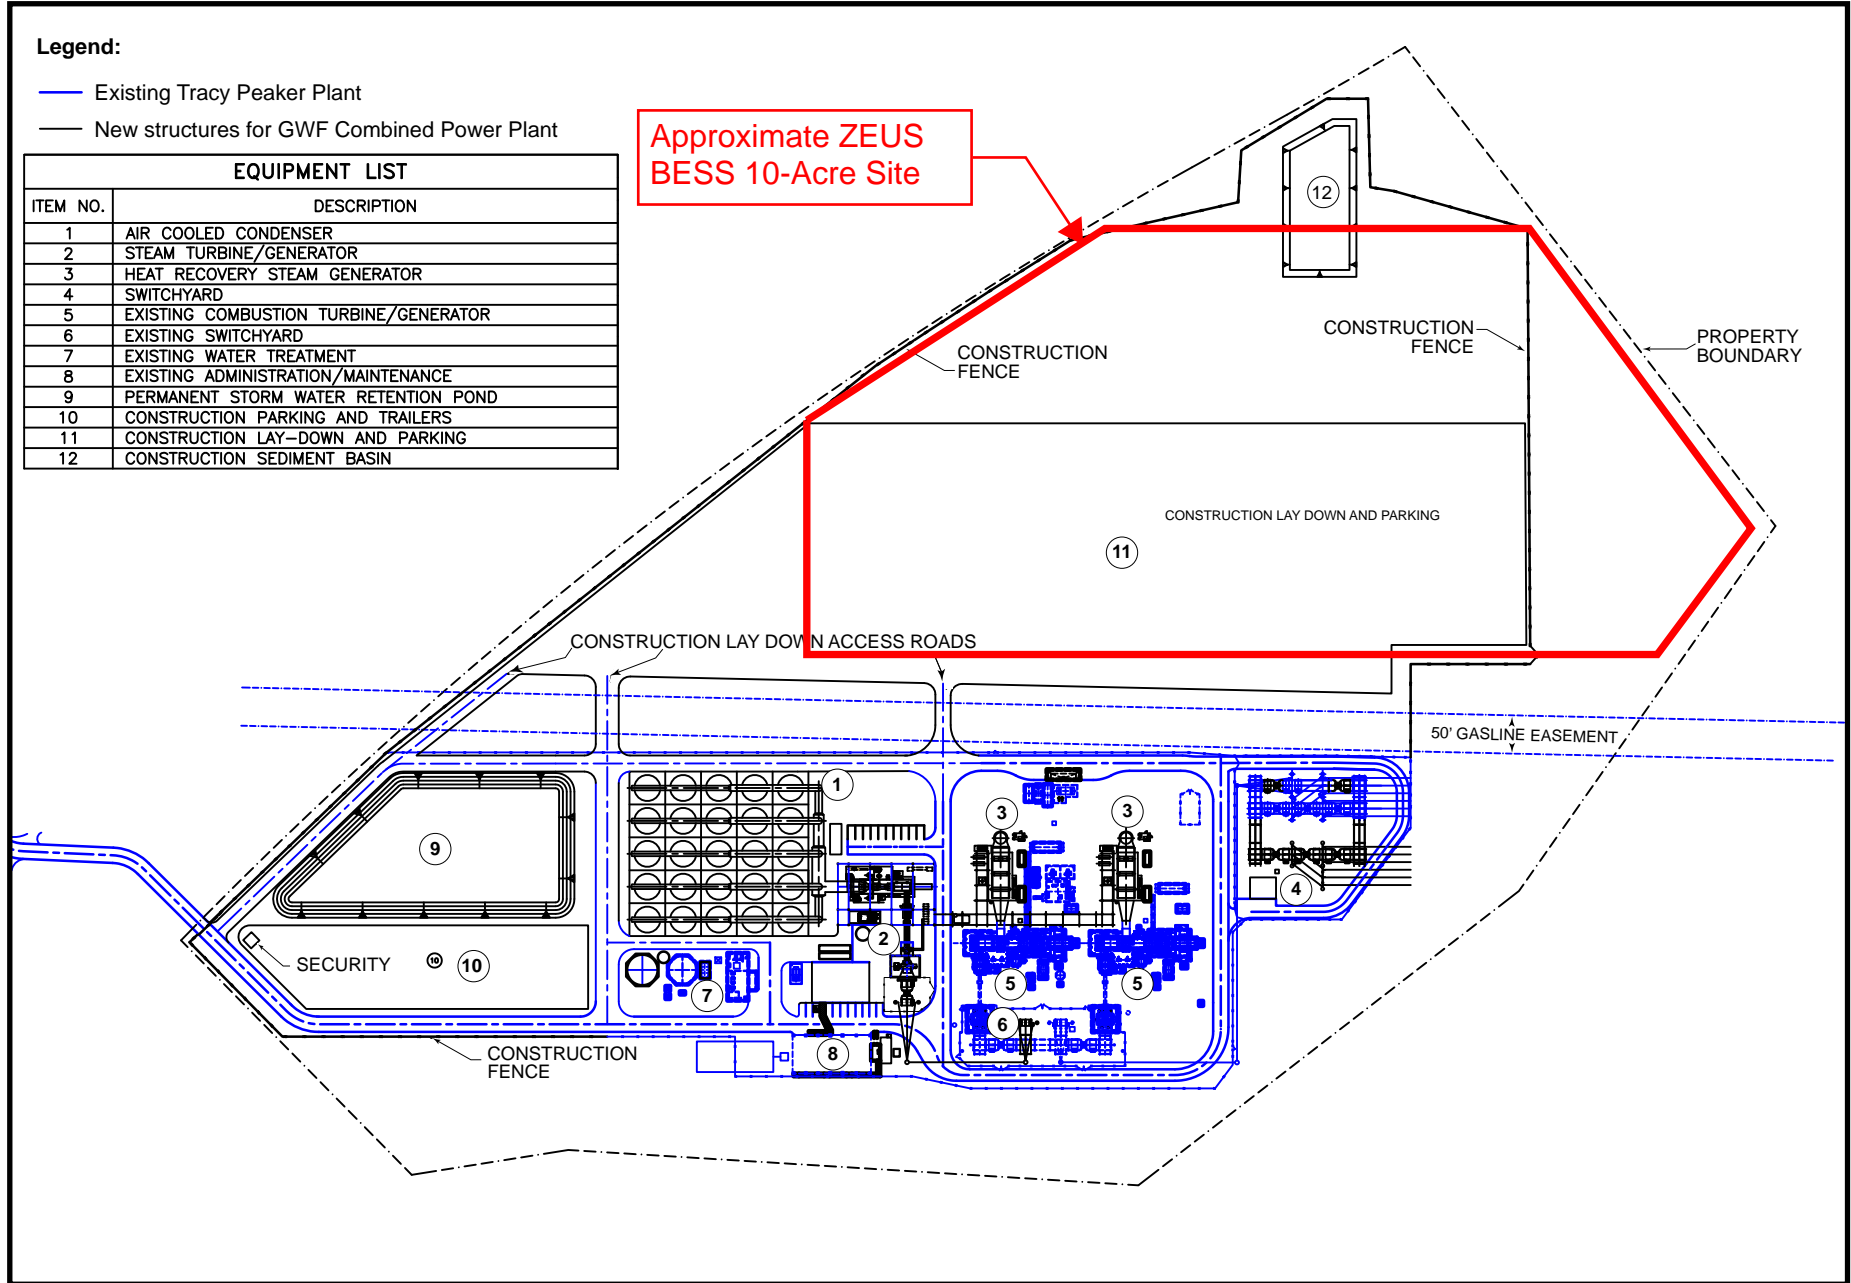 Legend:
Existing Tracy Peaker Plant
New structures for GWF Combined Power Plant
EQUIPMENT LIST
ITEM NO. DESCRIPTION
1 AIR COOLED CONDENSER
2 STEAM TURBINE/GENERATOR
3 HEAT RECOVERY STEAM GENERATOR
4 SWITCHYARD
5 EXISTING COMBUSTION TURBINE/GENERATOR
6 EXISTING SWITCHYARD
7 EXISTING WATER TREATMENT
8 EXISTING ADMINISTRATION/MAINTENANCE
9 PERMANENT STORM WATER RETENTION POND
10 CONSTRUCTION PARKING AND TRAILERS
11 CONSTRUCTION LAY-DOWN AND PARKING
12 CONSTRUCTION SEDIMENT BASIN
Approximate ZEUS
BESS 10-Acre Site
12
CONSTRUCTION
FENCE
CONSTRUCTION
FENCE
PROPERTY
BOUNDARY
CONSTRUCTION LAY DOWN AND PARKING
11
CONSTRUCTION LAY DOWN ACCESS ROADS
50' GASLINE EASEMENT
1
3
3
9
4
2
SECURITY
10
10
7
5
5
6
8
CONSTRUCTION
FENCE